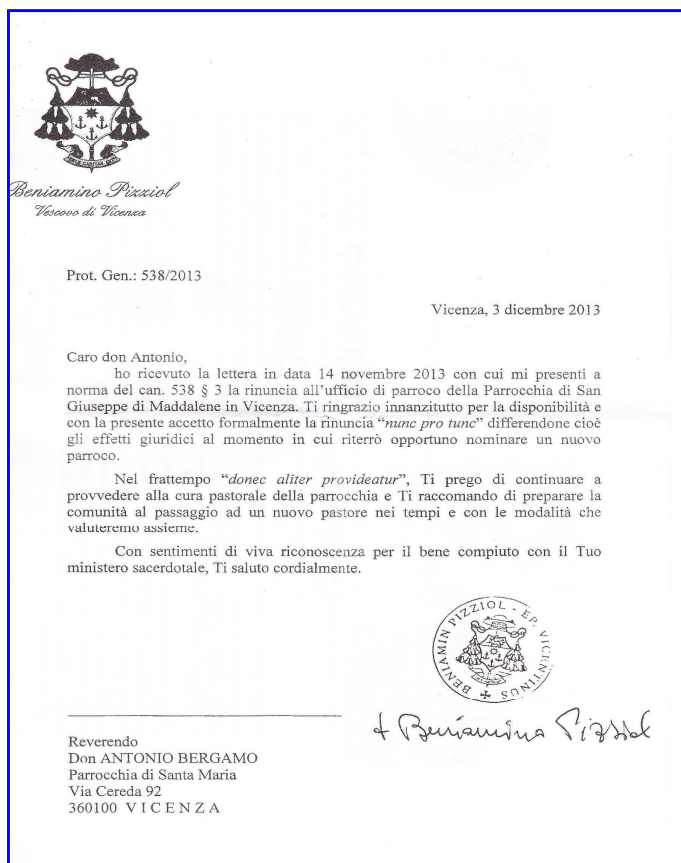 Beniamino Pizziol
Vescovo di Vicenza
Prot. Gen.: 538/2013
Vicenza, 3 dicembre 2013
Caro don Antonio,
ho ricevuto la lettera in data 14 novembre 2013 con cui mi presenti a
norma del can. 538 § 3 la rinuncia all'ufficio di parroco della Parrocchia di San
Giuseppe di Maddalene in Vicenza. Ti ringrazio innanzitutto per la disponibilità e
con la presente accetto formalmente la rinuncia "nunc pro tunc" differendone cioè
gli effetti giuridici al momento in cui riterrò opportuno nominare un nuovo
parroco.
Nel frattempo "donec aliter provideatur", Ti prego di continuare a
provvedere alla cura pastorale della parrocchia e Ti raccomando di preparare la
comunità al passaggio ad un nuovo pastore nei tempi e con le modalità che
valuteremo assieme.
Con sentimenti di viva riconoscenza per il bene compiuto con il Tuo
ministero sacerdotale, Ti saluto cordialmente.
BENIAMIN PIZZIOL - EP. VICENTINUS
+ Beniamino Pizziol
Reverendo
Don ANTONIO BERGAMO
Parrocchia di Santa Maria
Via Cereda 92
360100 V I C E N Z A